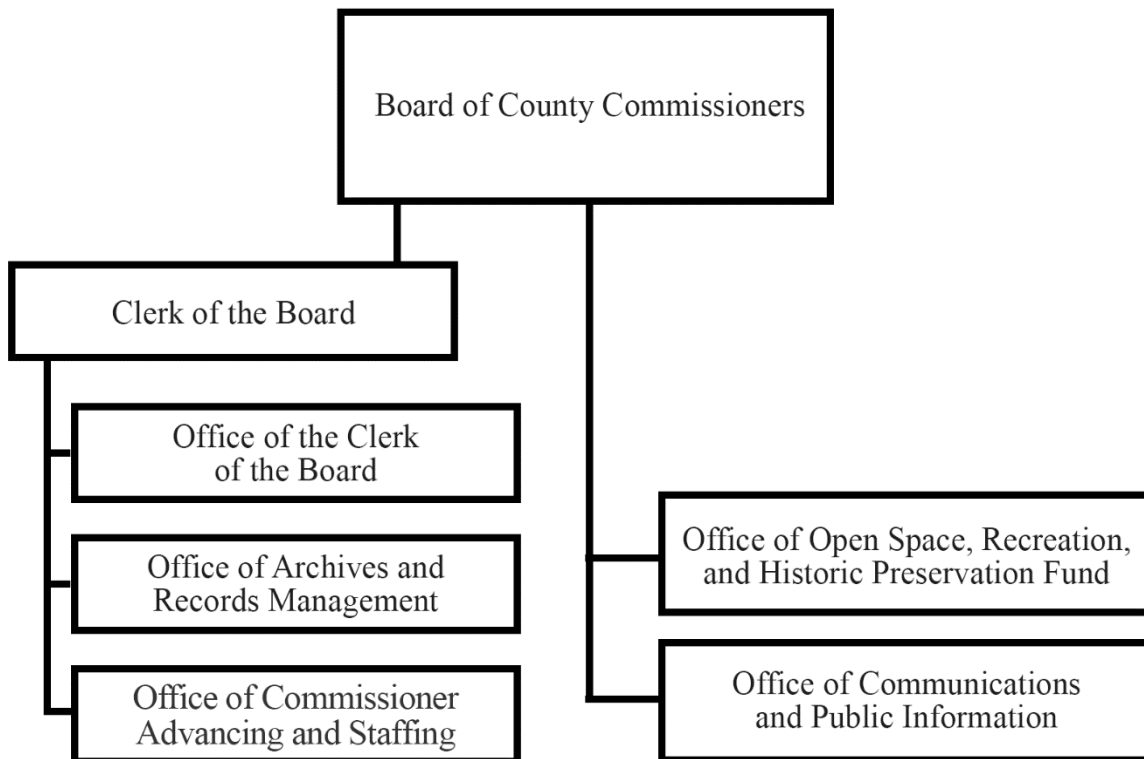 Board of County Commissioners
Clerk of the Board
Office of the Clerk
of the Board
Office of Archives and
Records Management
Office of Commissioner
Advancing and Staffing
Office of Open Space, Recreation,
and Historic Preservation Fund
Office of Communications
and Public Information